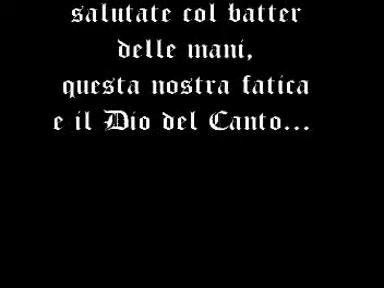 salutate col batter
delle mani,
questa nostra fatica
e il Dio del Canto...